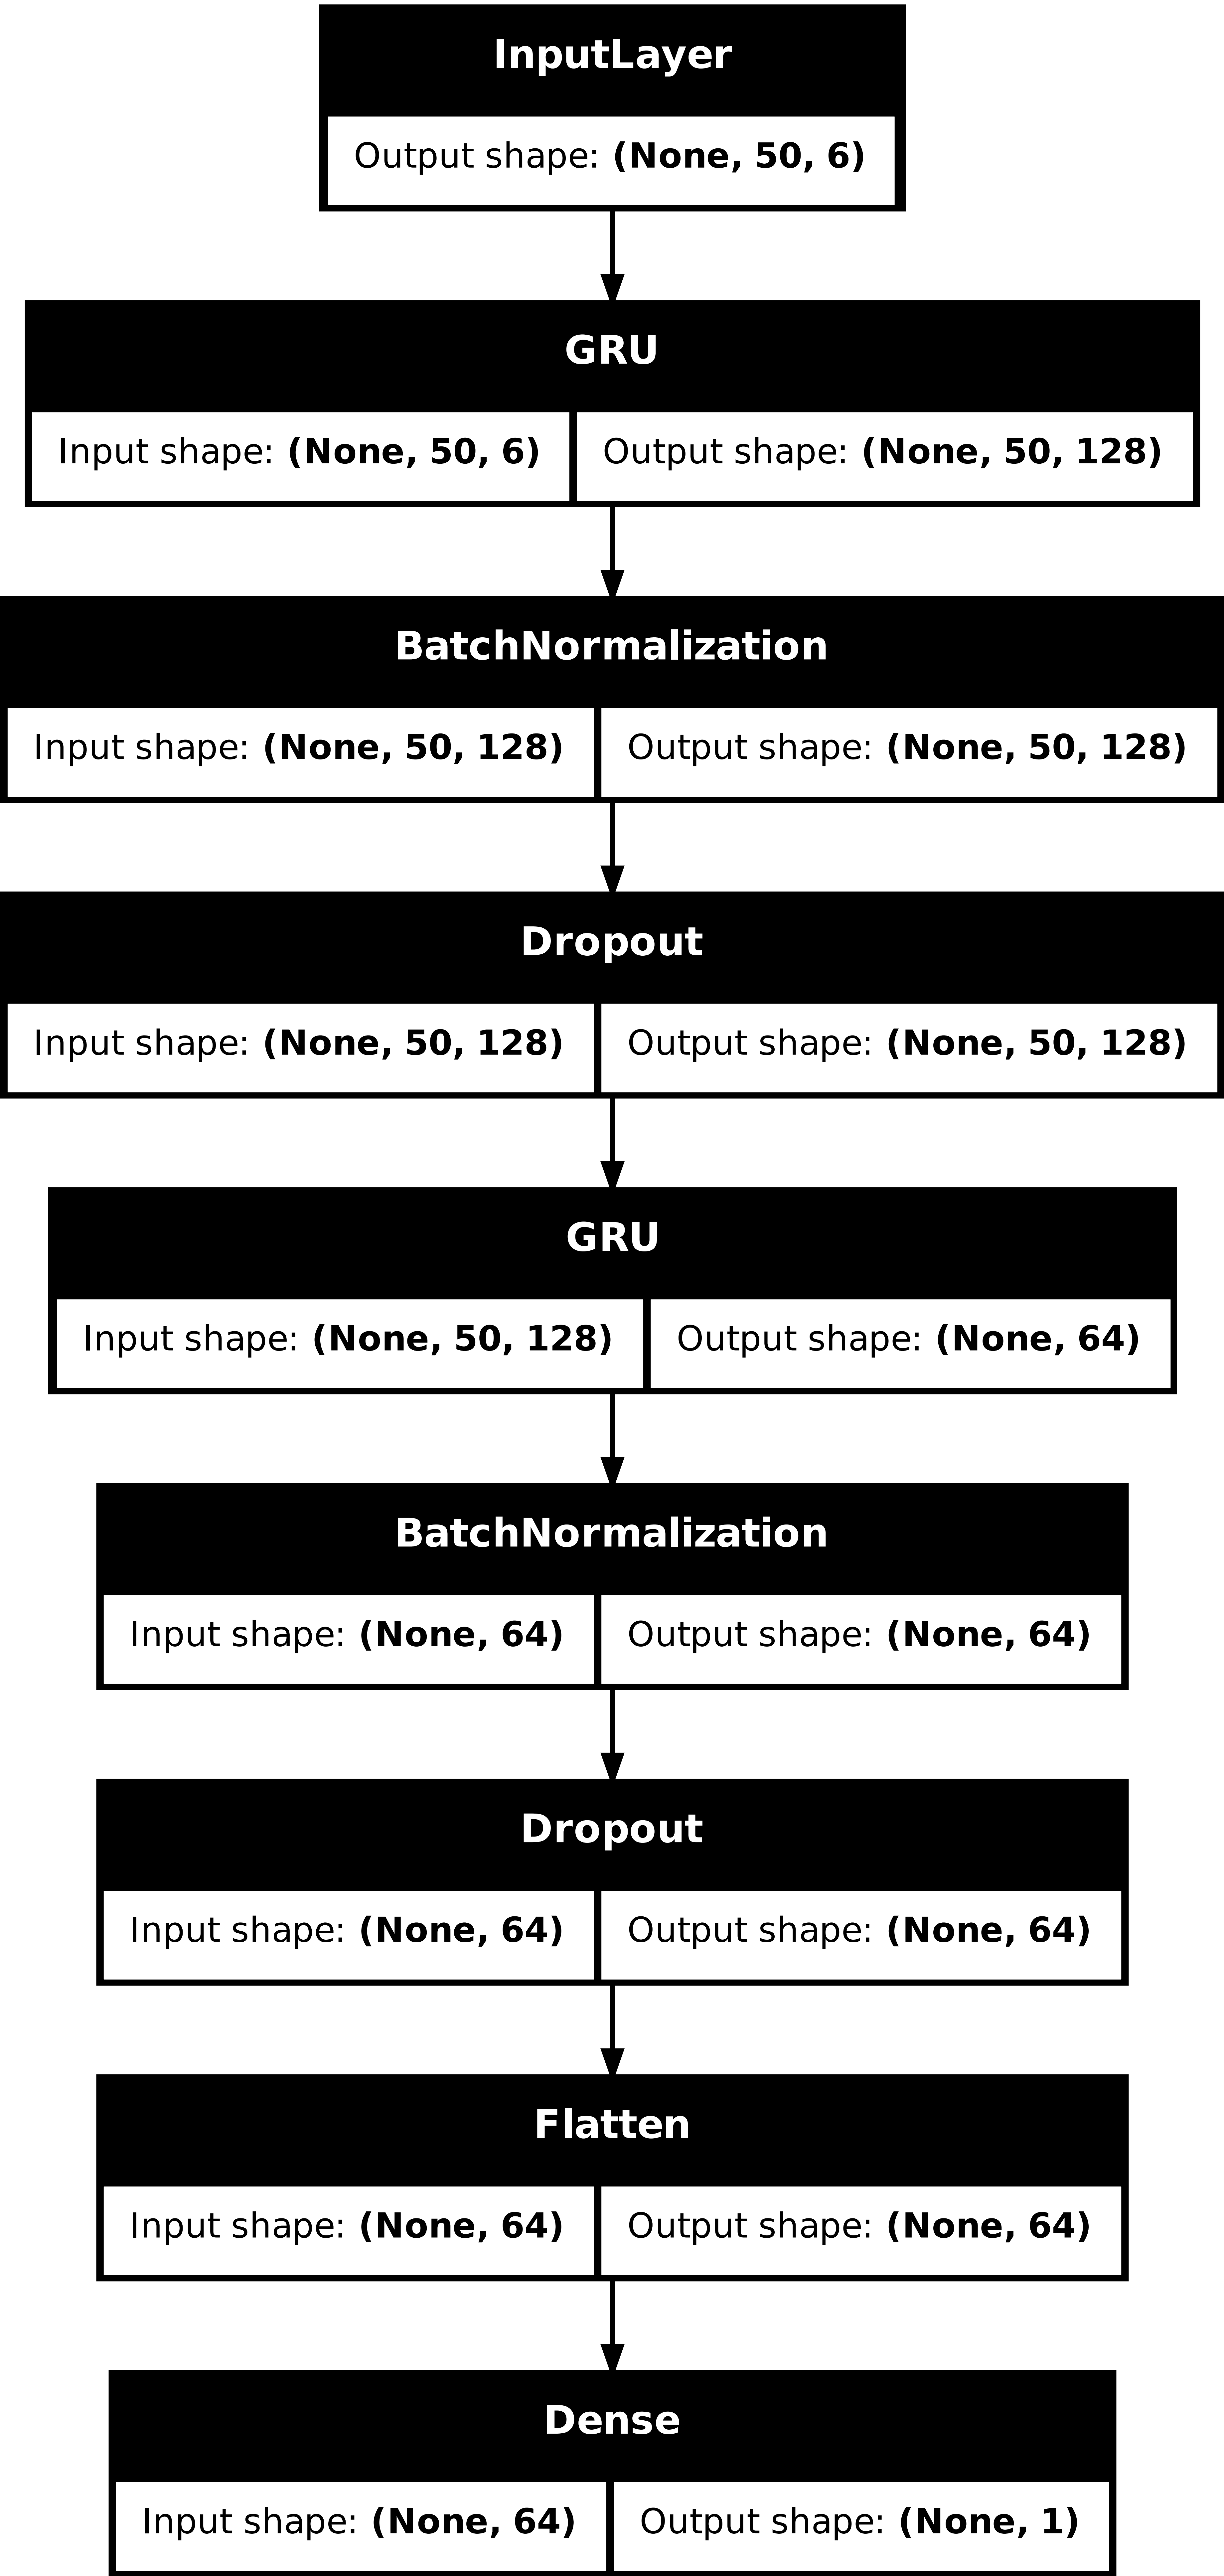 InputLayer
Output shape: (None, 50, 6)
GRU
Input shape: (None, 50, 6) Output shape: (None, 50, 128)
BatchNormalization
Input shape: (None, 50, 128) Output shape: (None, 50, 128)
Dropout
Input shape: (None, 50, 128) Output shape: (None, 50, 128)
GRU
Input shape: (None, 50, 128) Output shape: (None, 64)
BatchNormalization
Input shape: (None, 64) Output shape: (None, 64)
Dropout
Input shape: (None, 64) Output shape: (None, 64)
Flatten
Input shape: (None, 64) Output shape: (None, 64)
Dense
Input shape: (None, 64) Output shape: (None, 1)